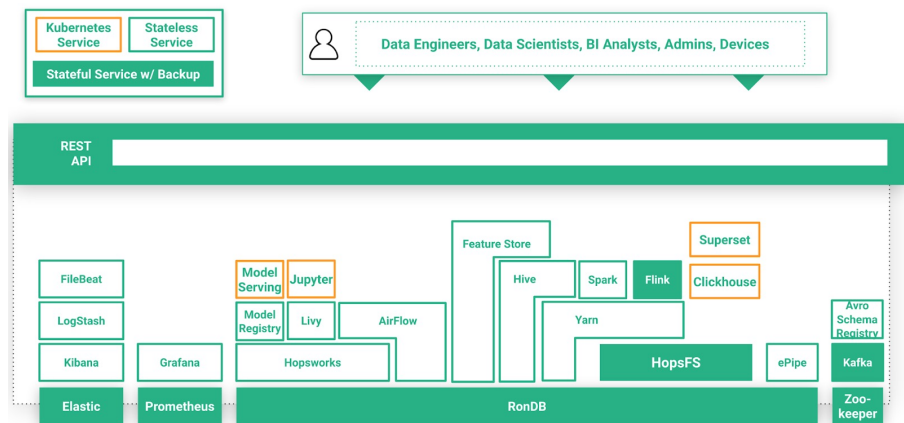 Kubernetes
Service
Stateless
Service
Stateful Service w/ Backup
Data Engineers, Data Scientists, BI Analysts, Admins, Devices
REST
API
Feature Store
Superset
FileBeat
Model
Serving
Jupyter
Hive
Spark
Flink
Clickhouse
LogStash
Model
Registry
Livy
AirFlow
Yarn
Avro
Schema
Registry
Kibana
Grafana
Hopsworks
HopsFS
ePipe
Kafka
Elastic
Prometheus
RonDB
Zoo-
keeper